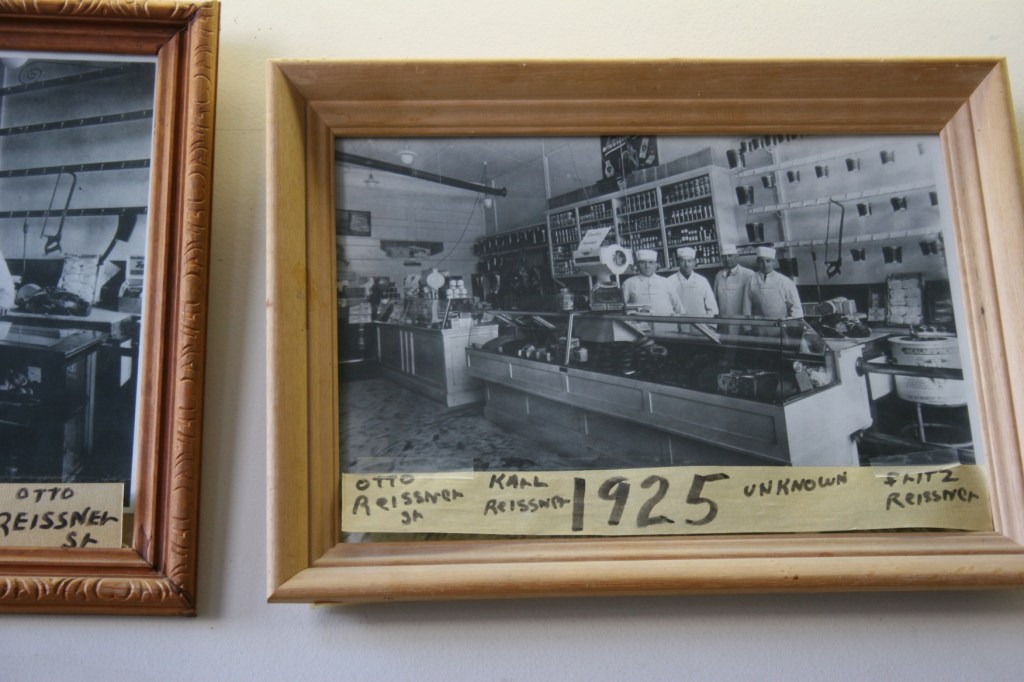 OTTO
REISSNER
SR
OTTO
REISSNER
JR
KARL
REISSNER
1925
UNKNOWN
FRITZ
REISSNER